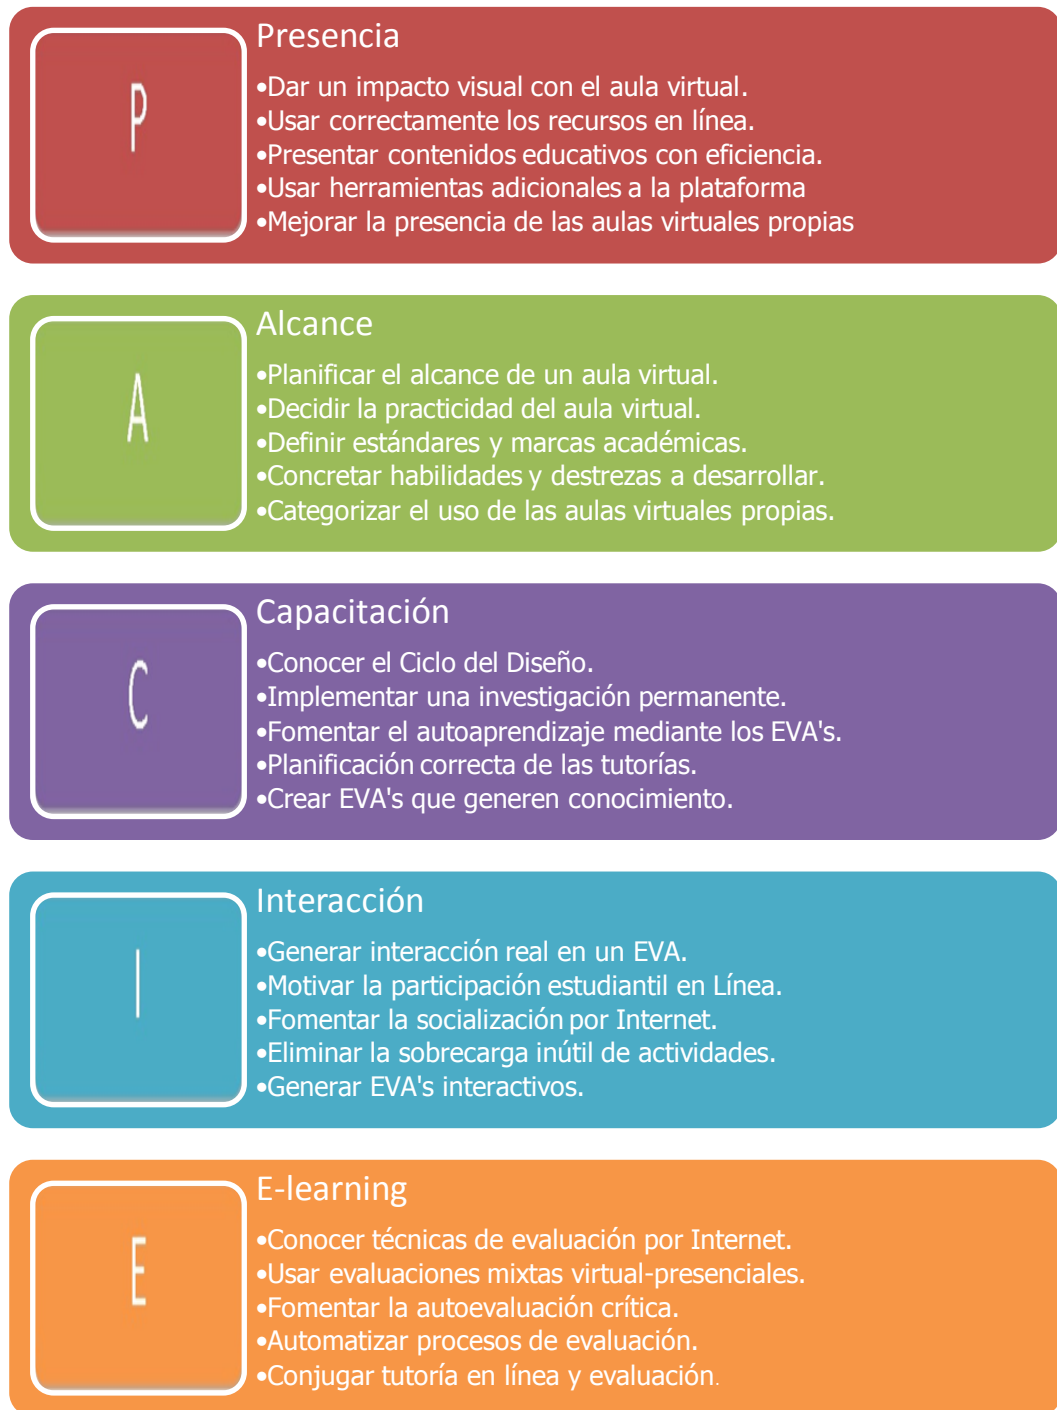 P
Presencia
•Dar un impacto visual con el aula virtual.
•Usar correctamente los recursos en línea.
•Presentar contenidos educativos con eficiencia.
•Usar herramientas adicionales a la plataforma
•Mejorar la presencia de las aulas virtuales propias
A
Alcance
•Planificar el alcance de un aula virtual.
•Decidir la practicidad del aula virtual.
•Definir estándares y marcas académicas.
•Concretar habilidades y destrezas a desarrollar.
•Categorizar el uso de las aulas virtuales propias.
C
Capacitación
•Conocer el Ciclo del Diseño.
•Implementar una investigación permanente.
•Fomentar el autoaprendizaje mediante los EVA's.
•Planificación correcta de las tutorías.
•Crear EVA's que generen conocimiento.
I
Interacción
•Generar interacción real en un EVA.
•Motivar la participación estudiantil en Línea.
•Fomentar la socialización por Internet.
•Eliminar la sobrecarga inútil de actividades.
•Generar EVA's interactivos.
E
E-learning
•Conocer técnicas de evaluación por Internet.
•Usar evaluaciones mixtas virtual-presenciales.
•Fomentar la autoevaluación crítica.
•Automatizar procesos de evaluación.
•Conjugar tutoría en línea y evaluación.